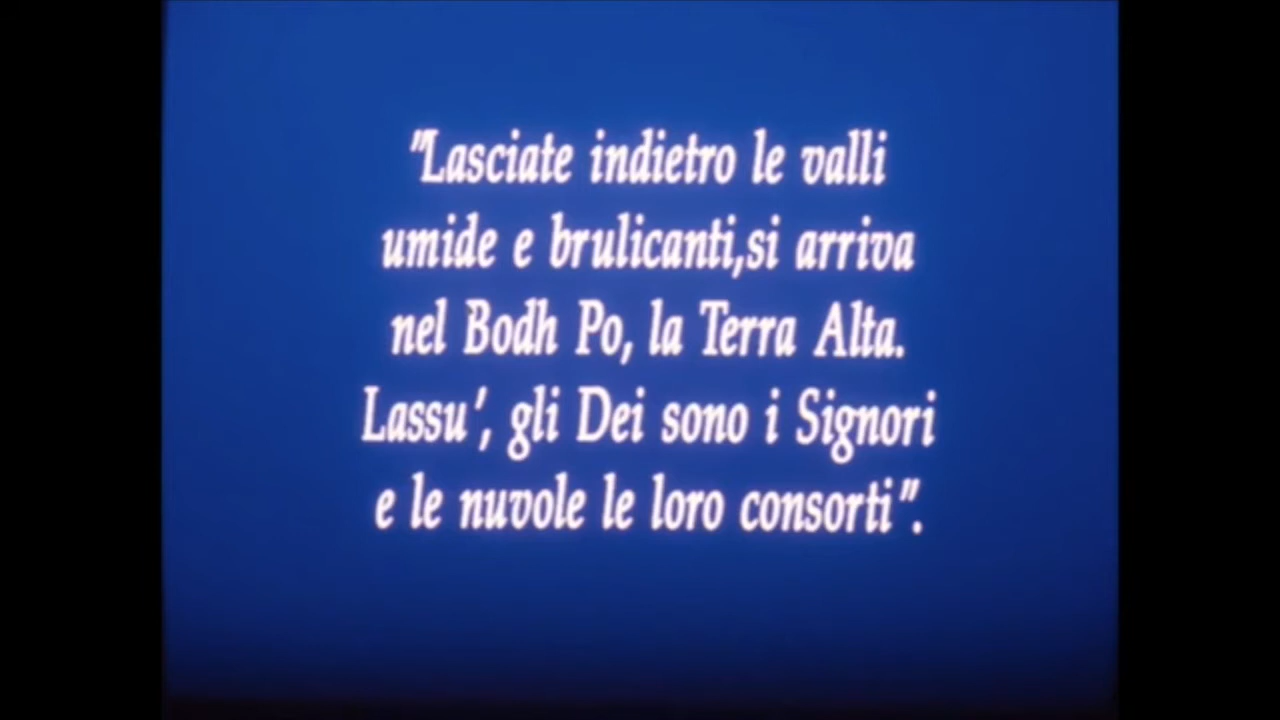 "Lasciate indietro le valli
umide e brulicanti,si arriva
nel Bodh Po, la Terra Alta.
Lassu', gli Dei sono i Signori
e le nuvole le loro consorti".